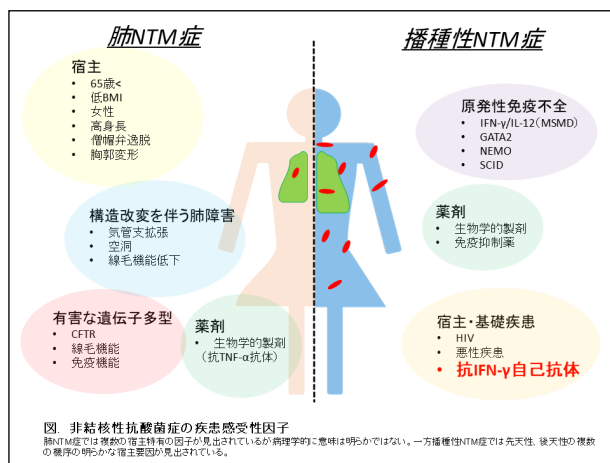 肺NTM症
播種性NTM症
宿主
• 65歳<
• 低BMI
• 女性
• 高身長
• 僧帽弁逸脱
• 胸郭変形
構造改変を伴う肺障害
• 気管支拡張
• 空洞
• 線毛機能低下
有害な遺伝子多型
• CFTR
• 線毛機能
• 免疫機能
薬剤
• 生物学的製剤
(抗TNF-α抗体)
原発性免疫不全
• IFN-γ/IL-12(MSMD)
• GATA2
• NEMO
• SCID
薬剤
• 生物学的製剤
• 免疫抑制薬
宿主・基礎疾患
• HIV
• 悪性疾患
• 抗IFN-γ自己抗体
図. 非結核性抗酸菌症の疾患感受性因子
肺NTM症では複数の宿主特有の因子が見出されているが病理学的に意味は明らかではない。一方播種性NTM症では先天性、後天性の複数
の機序の明らかな宿主要因が見出されている。